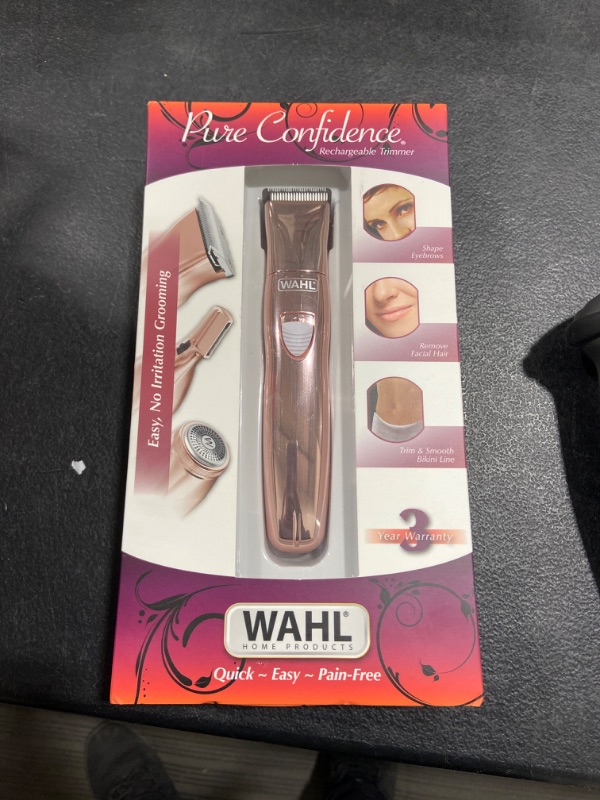 Pure Confidence®
Rechargeable Trimmer
Easy, No Irritation Grooming
WAHL
Shape
Eyebrows
Remove
Facial Hair
Trim & Smooth
Bikini Line
3
Year Warranty
WAHL®
HOME PRODUCTS
Quick ~ Easy ~ Pain-Free